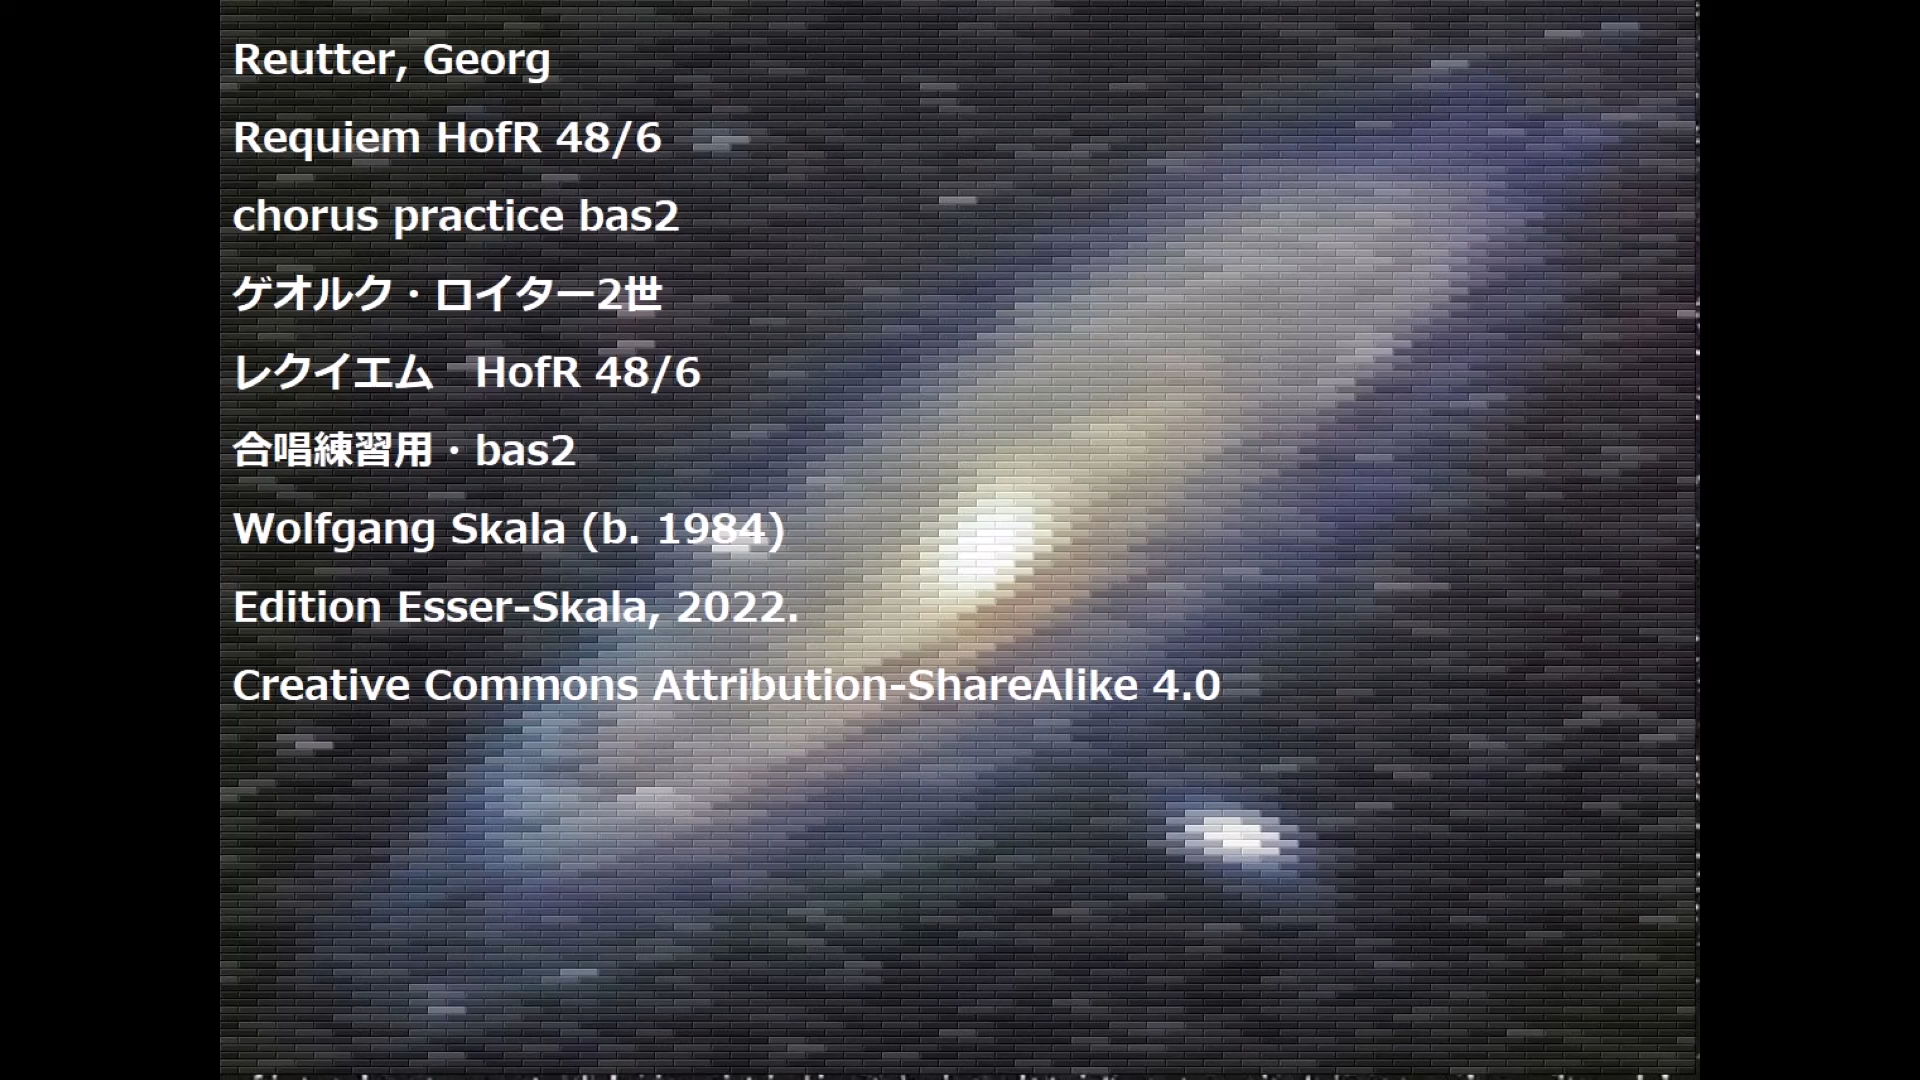 Reutter, Georg
Requiem HofR 48/6
chorus practice bas2
ゲオルク・ロイター2世
レクイエム　HofR 48/6
合唱練習用・bas2
Wolfgang Skala (b. 1984)
Edition Esser-Skala, 2022.
Creative Commons Attribution-ShareAlike 4.0